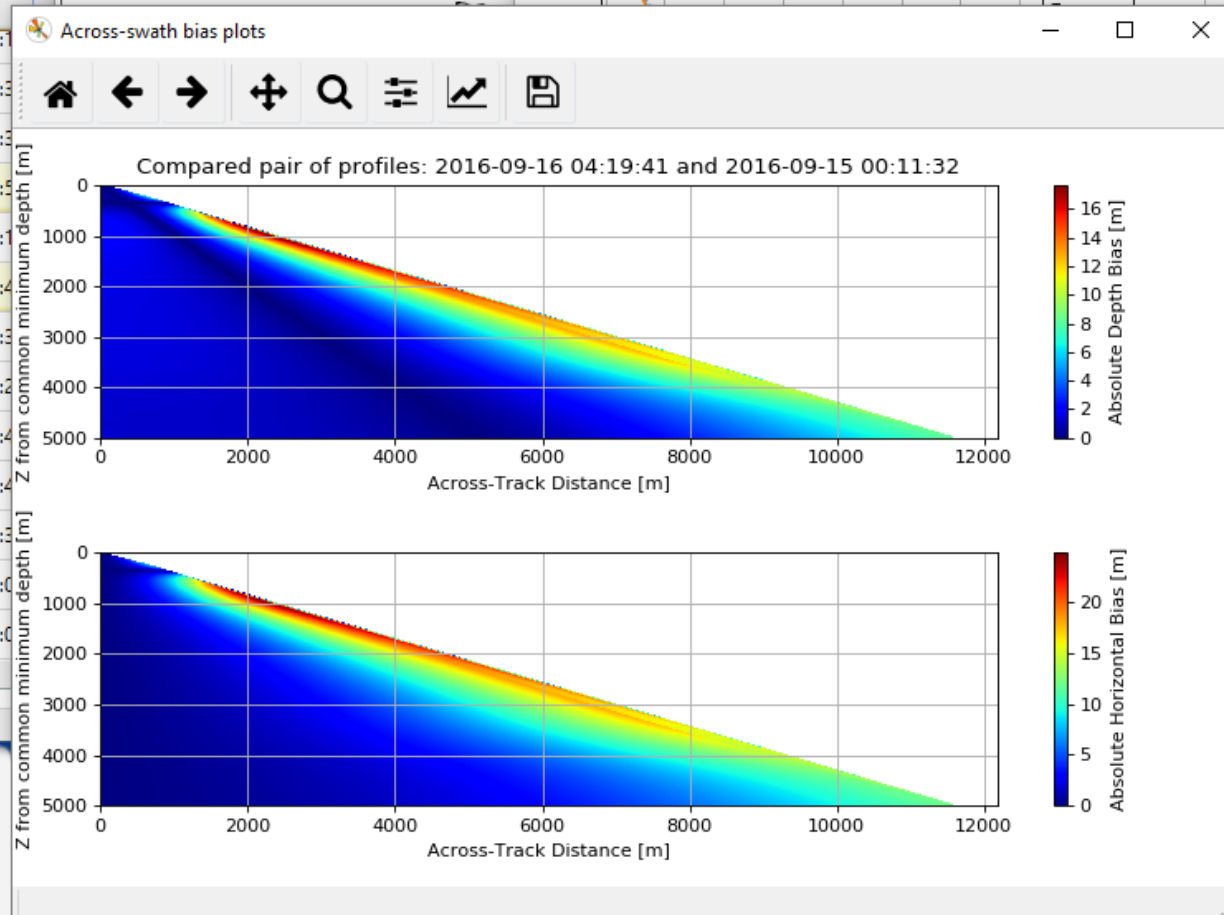 Across-swath bias plots
Compared pair of profiles: 2016-09-16 04:19:41 and 2016-09-15 00:11:32
Z from common minimum depth [m]
0
1000
2000
3000
4000
5000
0 2000 4000 6000 8000 10000 12000
Across-Track Distance [m]
16
14
12
10
8
6
4
2
0
Absolute Depth Bias [m]
Z from common minimum depth [m]
0
1000
2000
3000
4000
5000
0 2000 4000 6000 8000 10000 12000
Across-Track Distance [m]
20
15
10
5
0
Absolute Horizontal Bias [m]